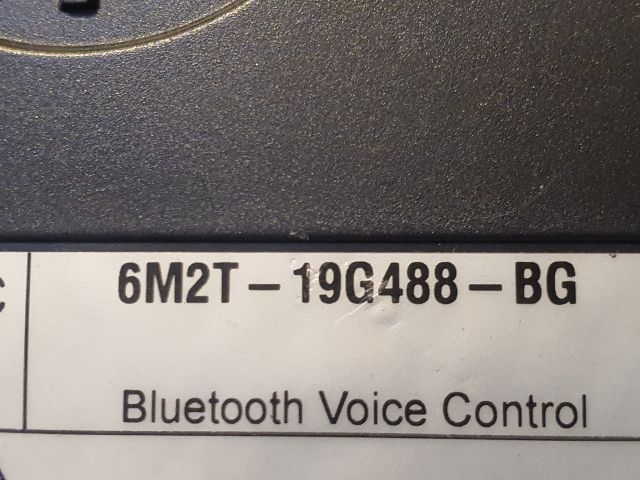 6M2T-19G488-BG
Bluetooth Voice Control